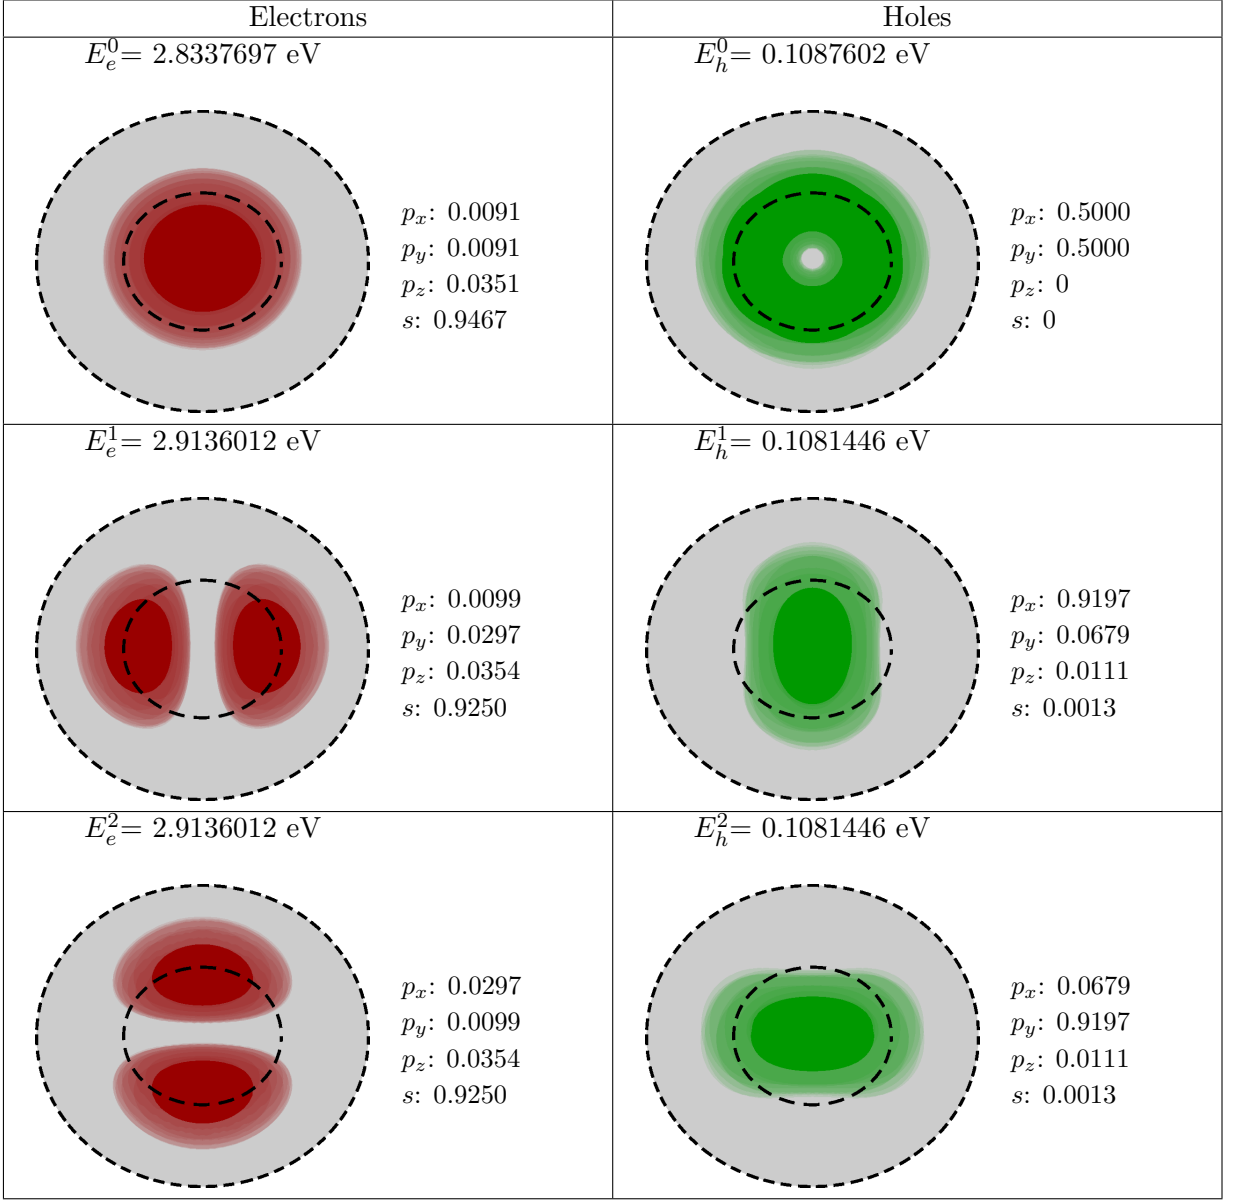 Electrons
Holes
E_e^0= 2.8337697 eV
p_x: 0.0091
p_y: 0.0091
p_z: 0.0351
s: 0.9467
E_h^0= 0.1087602 eV
p_x: 0.5000
p_y: 0.5000
p_z: 0
s: 0
E_e^1= 2.9136012 eV
p_x: 0.0099
p_y: 0.0297
p_z: 0.0354
s: 0.9250
E_h^1= 0.1081446 eV
p_x: 0.9197
p_y: 0.0679
p_z: 0.0111
s: 0.0013
E_e^2= 2.9136012 eV
p_x: 0.0297
p_y: 0.0099
p_z: 0.0354
s: 0.9250
E_h^2= 0.1081446 eV
p_x: 0.0679
p_y: 0.9197
p_z: 0.0111
s: 0.0013